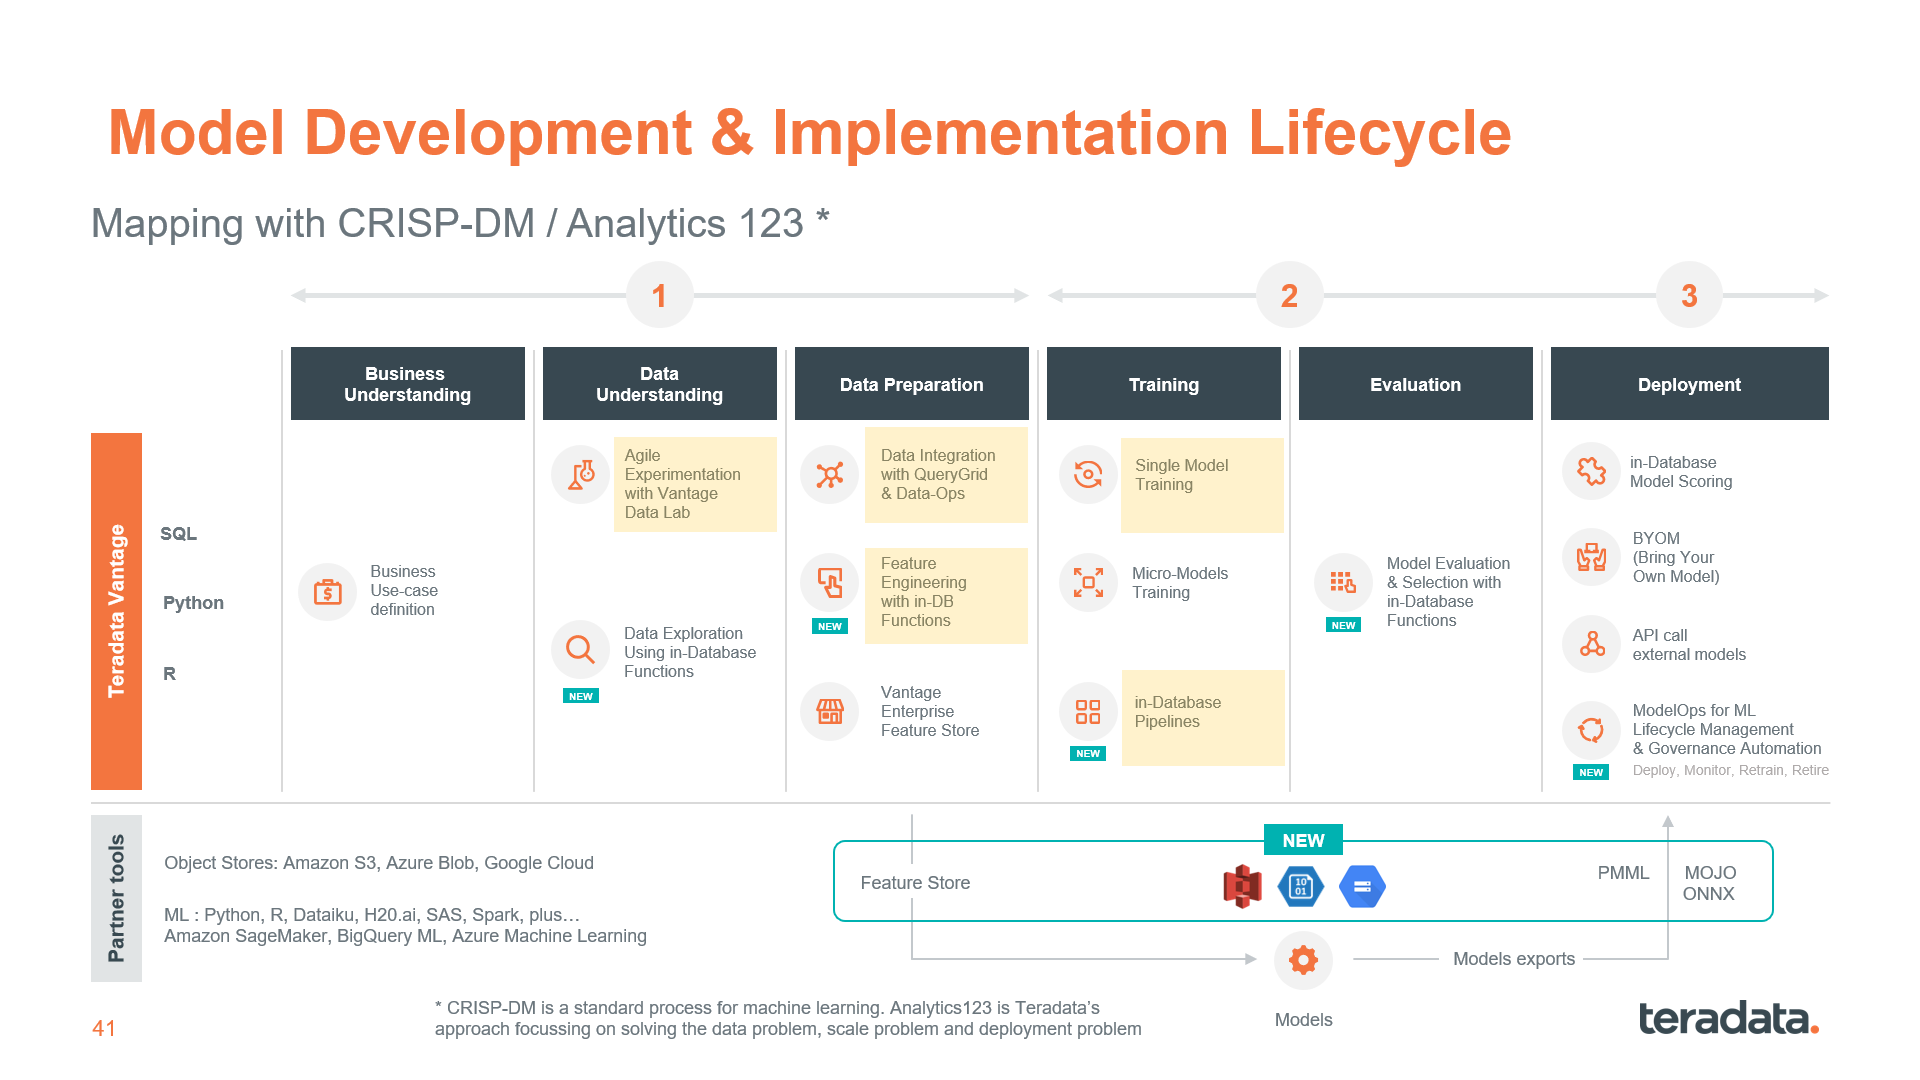 Model Development & Implementation Lifecycle
Mapping with CRISP-DM / Analytics 123 *
1
2
3
Business
Understanding
Data
Understanding
Data Preparation
Training
Evaluation
Deployment
Teradata Vantage
SQL
Python
R
Business
Use-case
definition
Agile
Experimentation
with Vantage
Data Lab
Data Exploration
Using in-Database
Functions
NEW
Data Integration
with QueryGrid
& Data-Ops
Feature
Engineering
with in-DB
Functions
NEW
Vantage
Enterprise
Feature Store
Single Model
Training
Micro-Models
Training
in-Database
Pipelines
NEW
Model Evaluation
& Selection with
in-Database
Functions
NEW
in-Database
Model Scoring
BYOM
(Bring Your
Own Model)
API call
external models
ModelOps for ML
Lifecycle Management
& Governance Automation
Deploy, Monitor, Retrain, Retire
NEW
Partner tools
Object Stores: Amazon S3, Azure Blob, Google Cloud
ML : Python, R, Dataiku, H20.ai, SAS, Spark, plus…
Amazon SageMaker, BigQuery ML, Azure Machine Learning
NEW
Feature Store
10
01
PMML
MOJO
ONNX
Models exports
Models
* CRISP-DM is a standard process for machine learning. Analytics123 is Teradata’s
approach focussing on solving the data problem, scale problem and deployment problem
41
teradata.